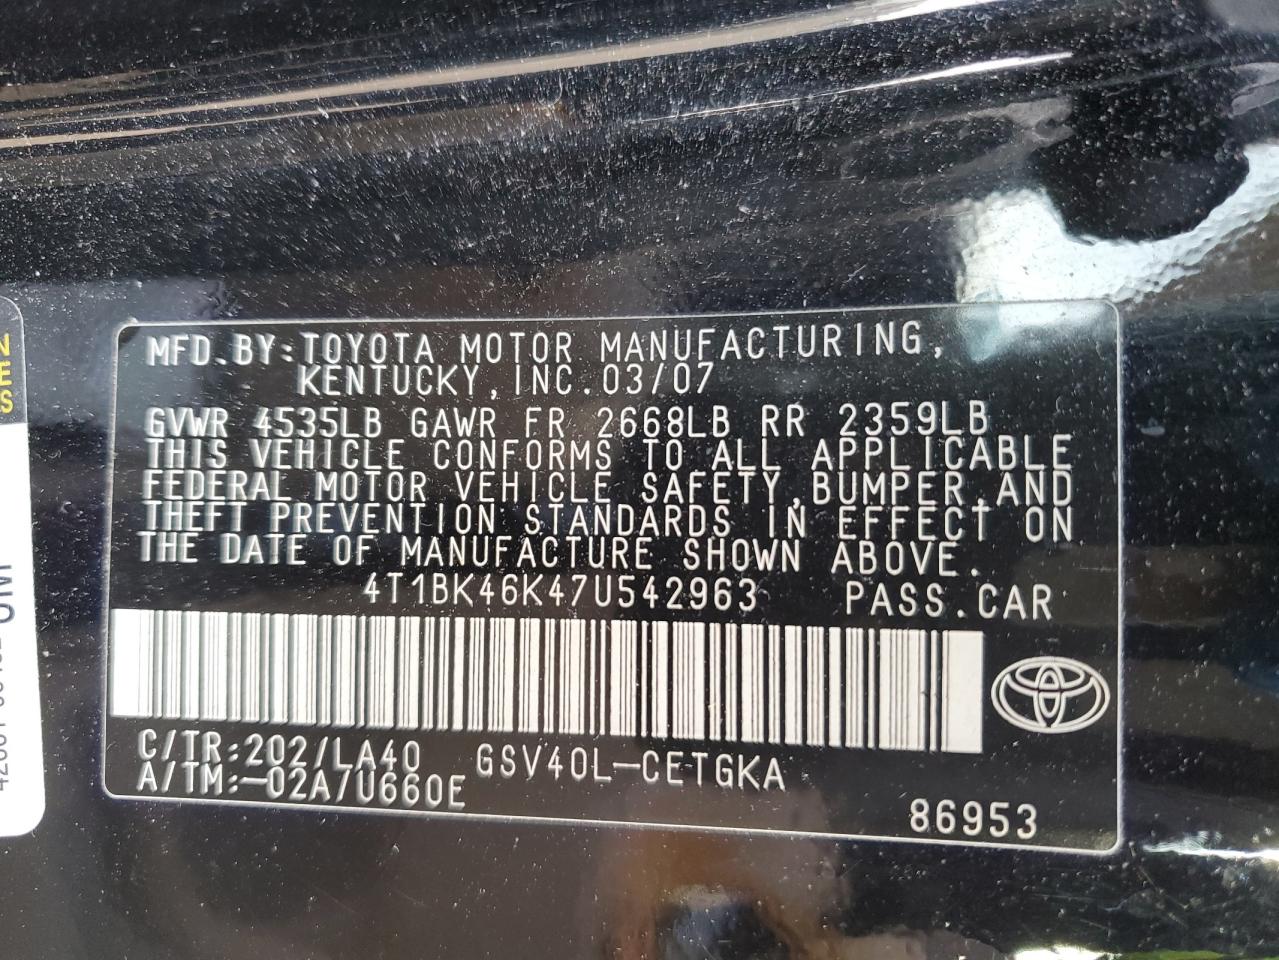 MFD.BY:TOYOTA MOTOR MANUFACTURING,
KENTUCKY,INC.03/07
GVWR 4535LB GAWR FR 2668LB RR 2359LB
THIS VEHICLE CONFORMS TO ALL APPLICABLE
FEDERAL MOTOR VEHICLE SAFETY,BUMPER,AND
THEFT PREVENTION STANDARDS IN EFFECT ON
THE DATE OF MANUFACTURE SHOWN ABOVE.
4T1BK46K47U542963 PASS.CAR
C/TR:202/LA40 GSV40L-CETGKA
A/TM:-02A/U660E
86953